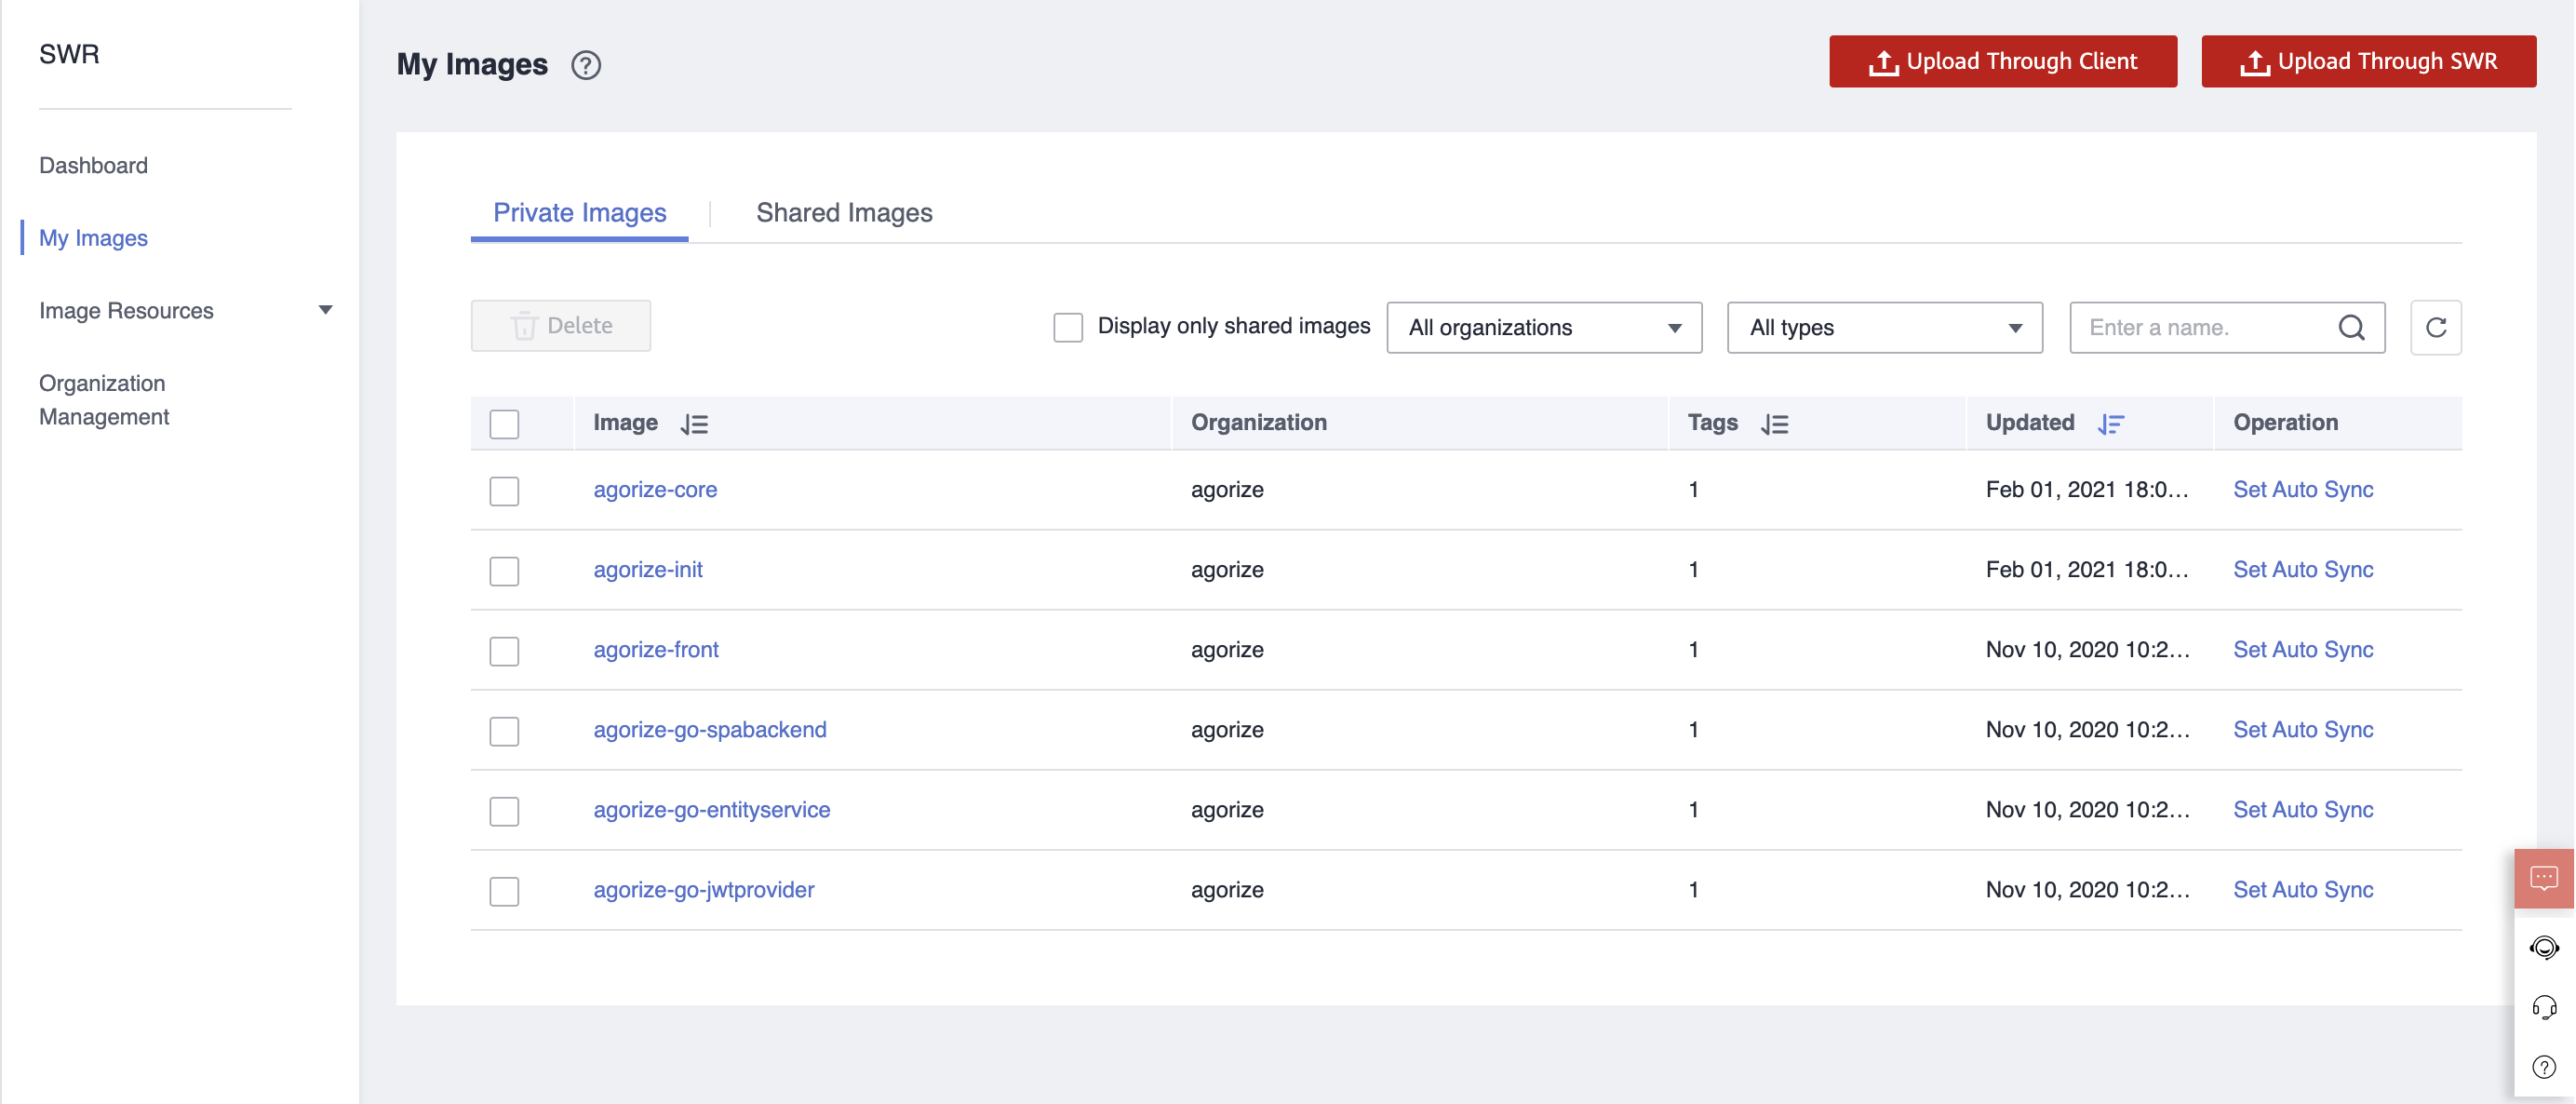 SWR
Dashboard
My Images
Image Resources
Organization
Management
My Images ?
Upload Through Client
Upload Through SWR
Private Images
Shared Images
Delete
Display only shared images
All organizations
All types
Enter a name.
Image Organization Tags Updated Operation
agorize-core agorize 1 Feb 01, 2021 18:0... Set Auto Sync
agorize-init agorize 1 Feb 01, 2021 18:0... Set Auto Sync
agorize-front agorize 1 Nov 10, 2020 10:2... Set Auto Sync
agorize-go-spabackend agorize 1 Nov 10, 2020 10:2... Set Auto Sync
agorize-go-entityservice agorize 1 Nov 10, 2020 10:2... Set Auto Sync
agorize-go-jwtprovider agorize 1 Nov 10, 2020 10:2... Set Auto Sync
?